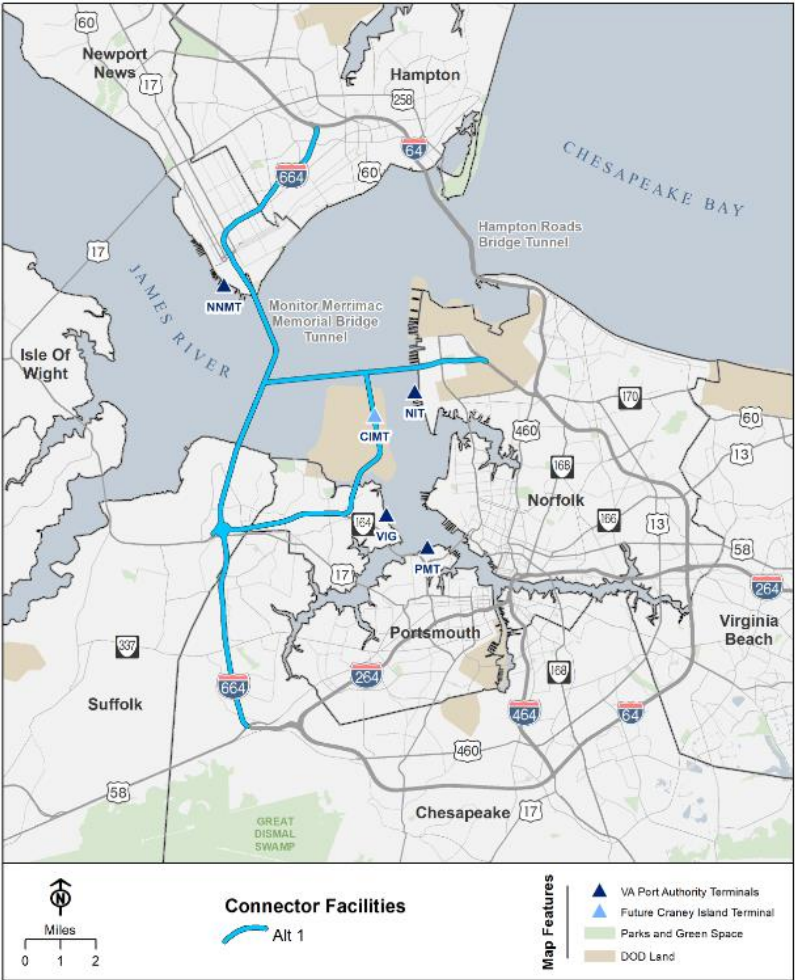 60
Newport
News
17
Hampton
258
64
664
60
CHESAPEAKE BAY
Hampton Roads
Bridge Tunnel
17
JAMES RIVER
NNMT
Monitor Merrimac
Memorial Bridge
Tunnel
Isle Of
Wight
NIT
170
60
CIMT
460
13
168
Norfolk
164
VIG
166
13
58
PMT
17
264
Virginia
Beach
Portsmouth
337
264
168
664
Suffolk
464
64
460
58
Chesapeake
17
GREAT
DISMAL
SWAMP
N
Miles
0 1 2
Connector Facilities
Alt 1
Map Features
VA Port Authority Terminals
Future Craney Island Terminal
Parks and Green Space
DOD Land